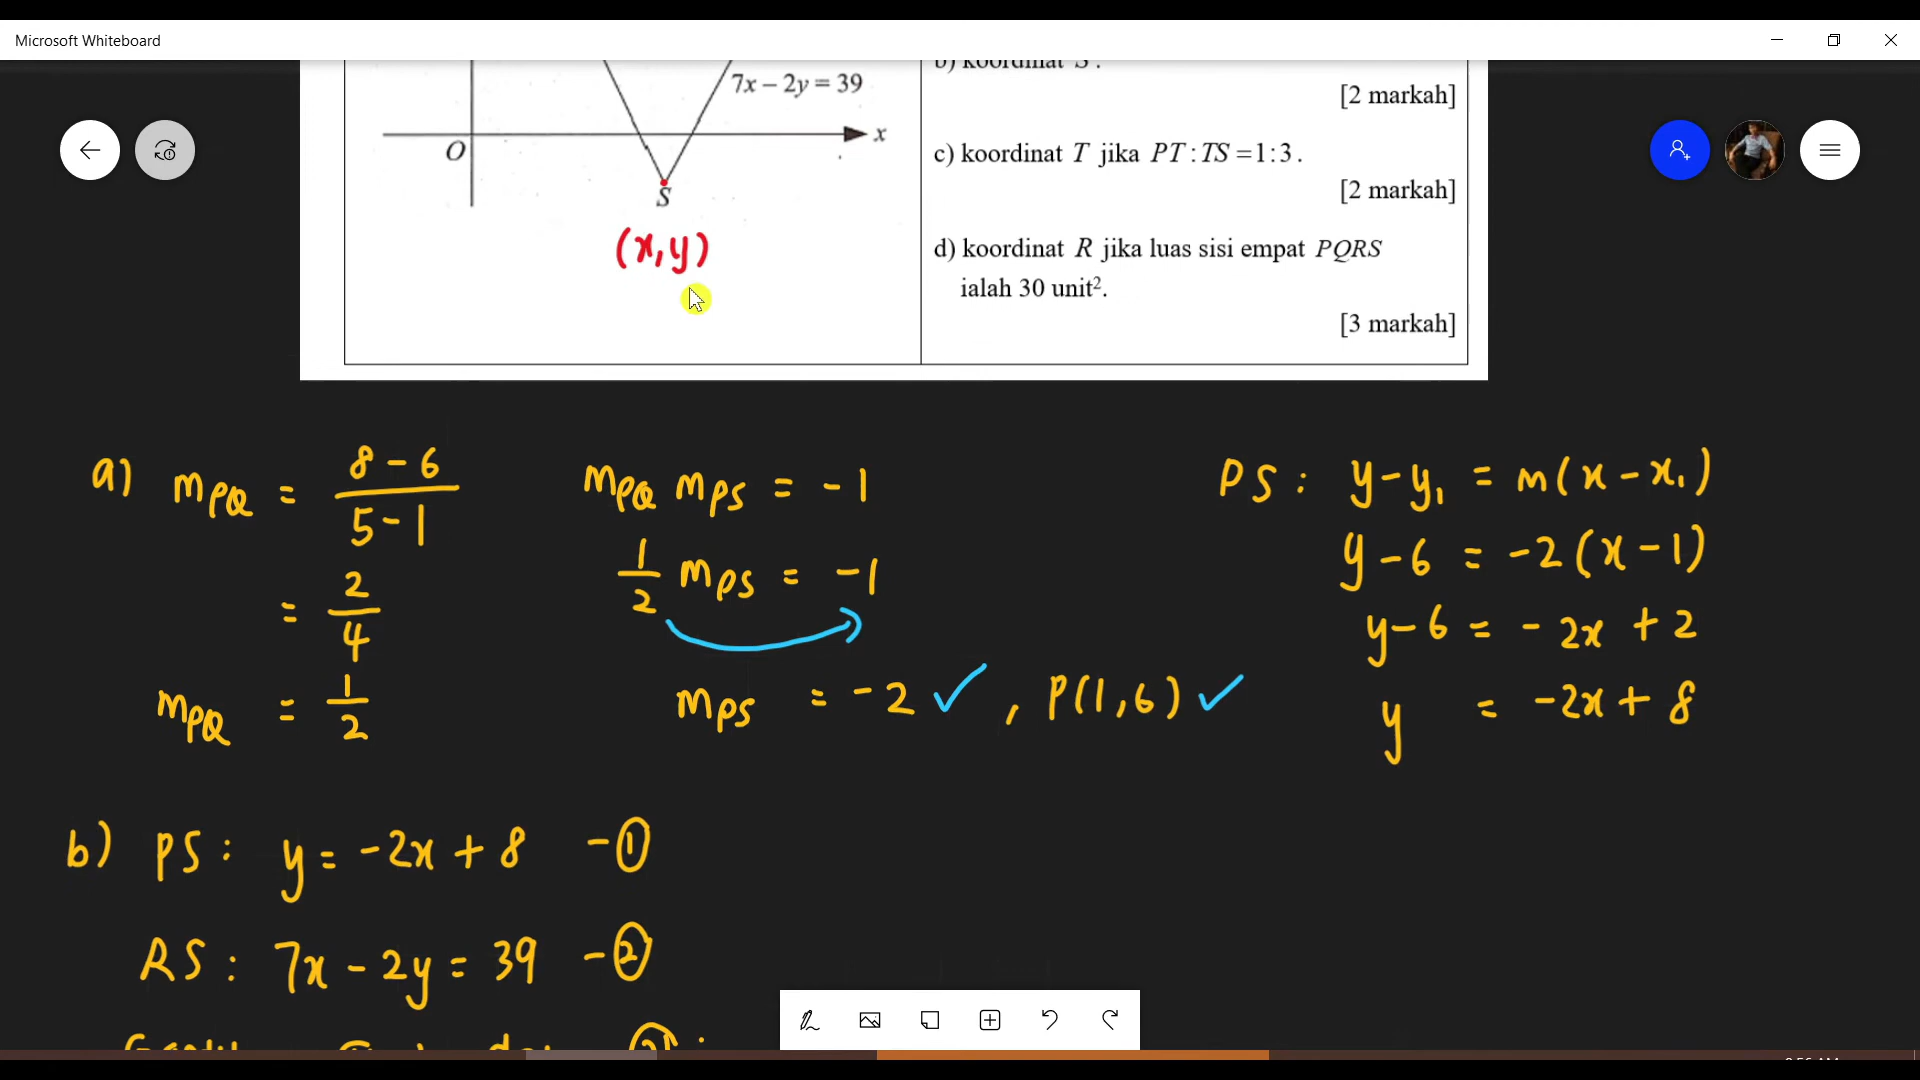 Microsoft Whiteboard
b) koordinat S .
7x – 2y = 39
[2 markah]
x
O
c) koordinat T jika PT : TS = 1 : 3 .
[2 markah]
S
(x, y)
d) koordinat R jika luas sisi empat PQRS
ialah 30 unit².
[3 markah]
a) mPQ = 8 - 6 / 5 - 1
= 2/4
mPQ = 1/2
mPQ mPS = -1
1/2 mPS = -1
mPS = -2 ✓ , P(1,6) ✓
PS : y - y₁ = m(x - x₁)
y - 6 = -2(x - 1)
y - 6 = -2x + 2
y = -2x + 8
b) PS : y = -2x + 8 - ①
RS : 7x - 2y = 39 - ②